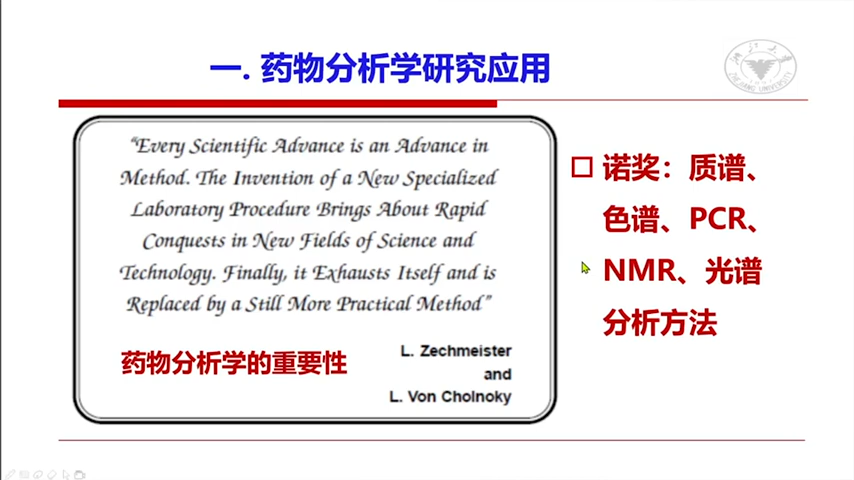 一. 药物分析学研究应用
ZHEJIANG UNIVERSITY
“Every Scientific Advance is an Advance in
Method. The Invention of a New Specialized
Laboratory Procedure Brings About Rapid
Conquests in New Fields of Science and
Technology. Finally, it Exhausts Itself and is
Replaced by a Still More Practical Method”
L. Zechmeister
and
L. Von Cholnoky
药物分析学的重要性
诺奖：质谱、
色谱、PCR、
NMR、光谱
分析方法